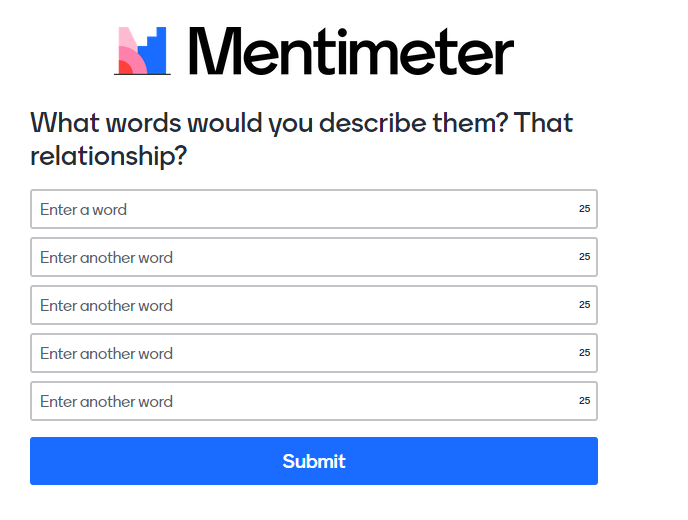 Mentimeter
What words would you describe them? That
relationship?
Enter a word 25
Enter another word 25
Enter another word 25
Enter another word 25
Enter another word 25
Submit